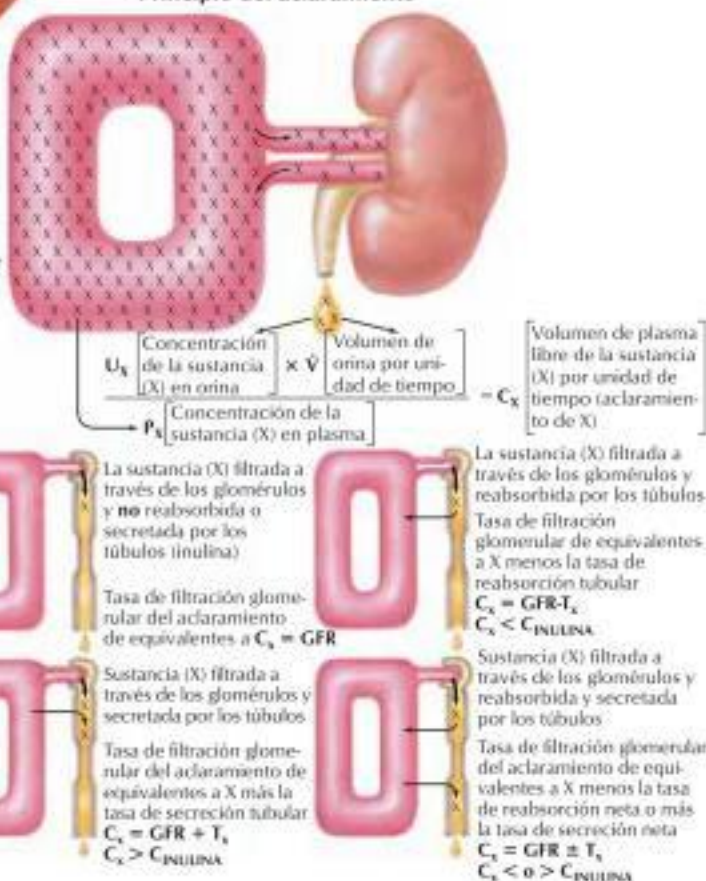 Principio del aclaramiento
U_x [Concentración de la sustancia (X) en orina] × V̇ [Volumen de orina por unidad de tiempo]
P_x [Concentración de la sustancia (X) en plasma]
= C_x [Volumen de plasma libre de la sustancia (X) por unidad de tiempo (aclaramiento de X)]
La sustancia (X) filtrada a
través de los glomérulos
y no reabsorbida o
secretada por los
túbulos (inulina)
Tasa de filtración glome-
rular del aclaramiento
de equivalentes a C_x = GFR
La sustancia (X) filtrada a
través de los glomérulos y
reabsorbida por los túbulos
Tasa de filtración
glomerular de equivalentes
a X menos la tasa de
reabsorción tubular
C_x = GFR-T_x
C_x < C_INULINA
Sustancia (X) filtrada a
través de los glomérulos y
secretada por los túbulos
Tasa de filtración glome-
rular del aclaramiento de
equivalentes a X más la
tasa de secreción tubular
C_x = GFR + T_x
C_x > C_INULINA
Sustancia (X) filtrada a
través de los glomérulos y
reabsorbida y secretada
por los túbulos
Tasa de filtración glomerular
del aclaramiento de equi-
valentes a X menos la tasa
de reabsorción neta o más
la tasa de secreción neta
C_x = GFR ± T_x
C_x < o > C_INULINA